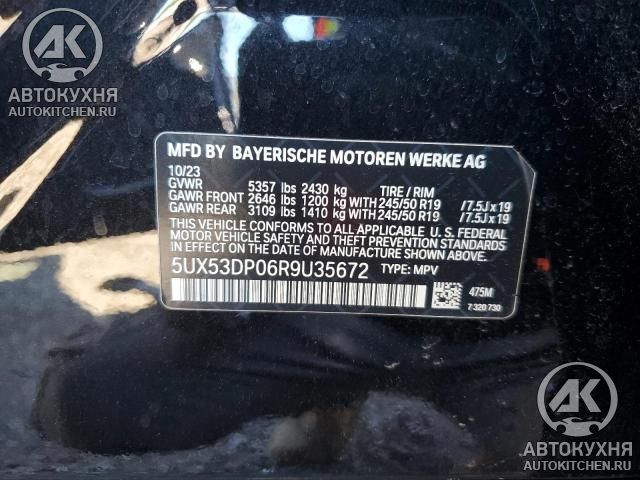 АК
АВТОКУХНЯ
AUTOKITCHEN.RU
MFD BY BAYERISCHE MOTOREN WERKE AG
10/23
GVWR 5357 lbs 2430 kg TIRE / RIM
GAWR FRONT 2646 lbs 1200 kg WITH 245/50 R19 /7.5J x 19
GAWR REAR 3109 lbs 1410 kg WITH 245/50 R19 /7.5J x 19
THIS VEHICLE CONFORMS TO ALL APPLICABLE U. S. FEDERAL
MOTOR VEHICLE SAFETY AND THEFT PREVENTION STANDARDS
IN EFFECT ON THE DATE OF MANUFACTURE SHOWN ABOVE.
5UX53DP06R9U35672 TYPE: MPV
475M
7 320 730
АК
АВТОКУХНЯ
AUTOKITCHEN.RU